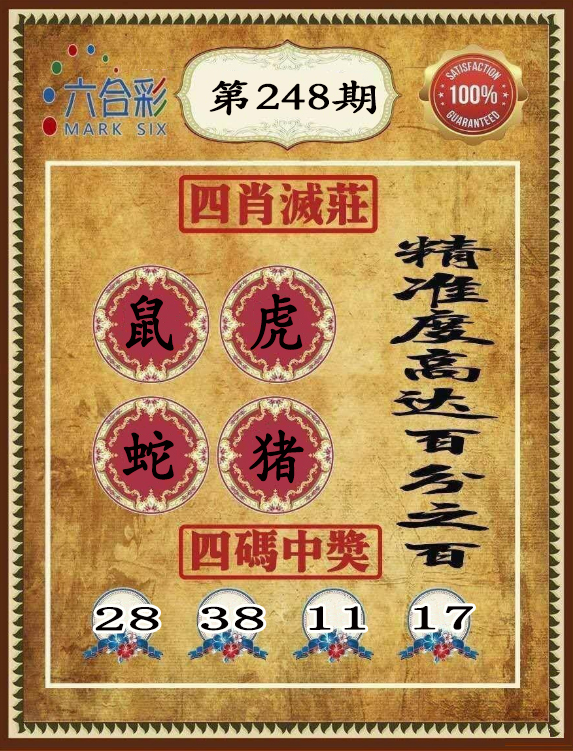 六合彩
MARK SIX
第248期
SATISFACTION
100%
GUARANTEED
四肖滅莊
鼠 虎
蛇 猪
精准度高达百分之百
四碼中獎
28 38 11 17